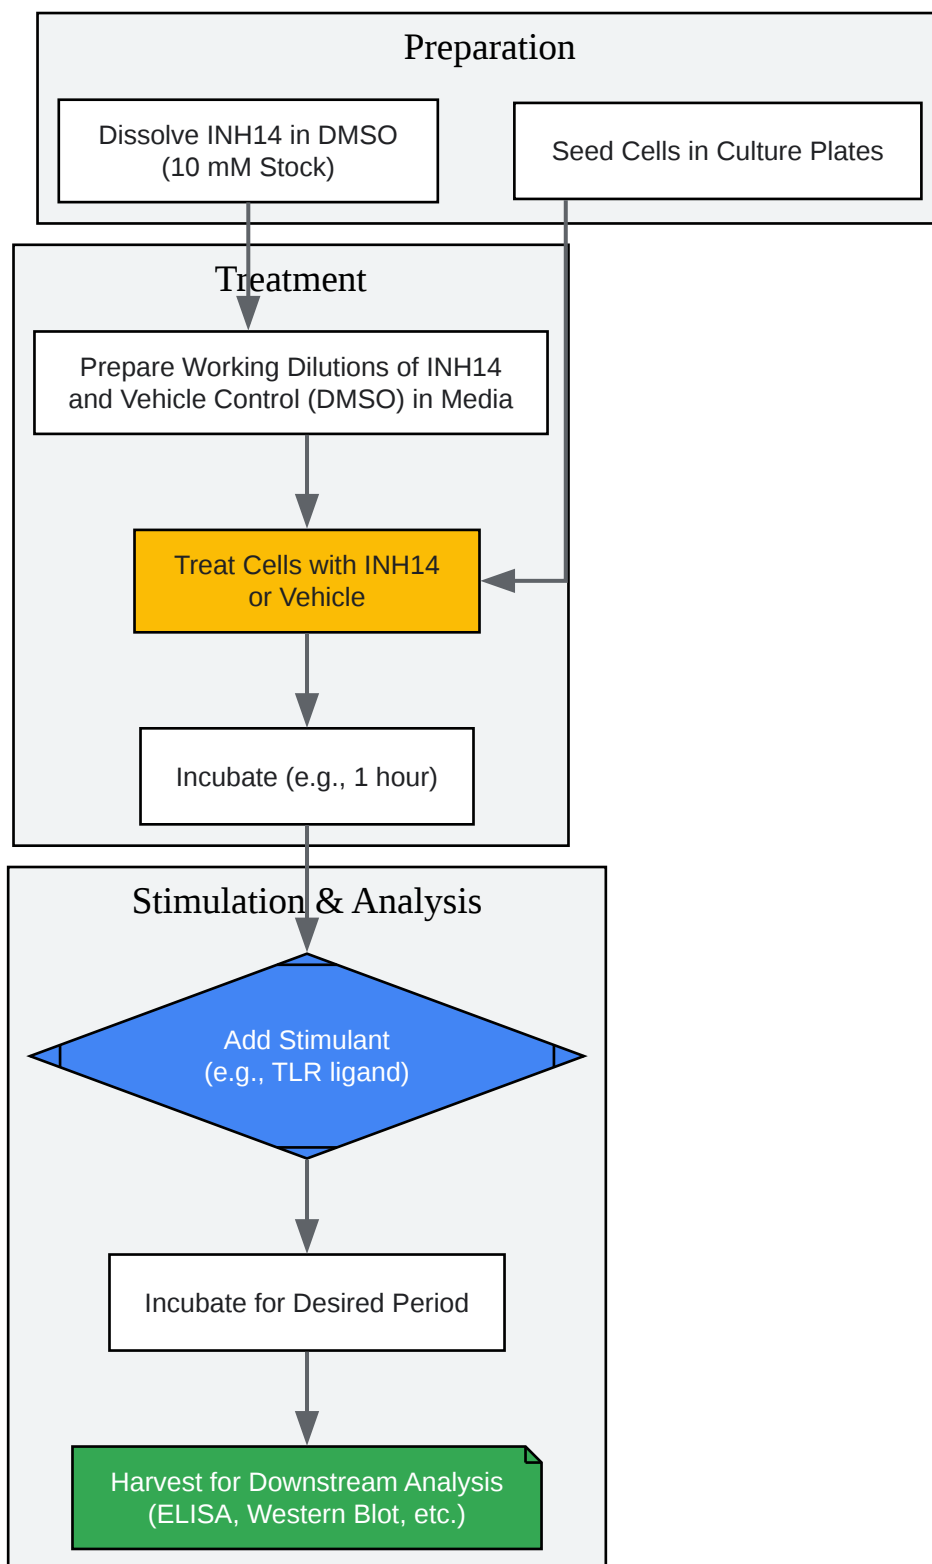 Preparation
Dissolve INH14 in DMSO
(10 mM Stock)
Seed Cells in Culture Plates
Treatment
Prepare Working Dilutions of INH14
and Vehicle Control (DMSO) in Media
Treat Cells with INH14
or Vehicle
Incubate (e.g., 1 hour)
Stimulation & Analysis
Add Stimulant
(e.g., TLR ligand)
Incubate for Desired Period
Harvest for Downstream Analysis
(ELISA, Western Blot, etc.)